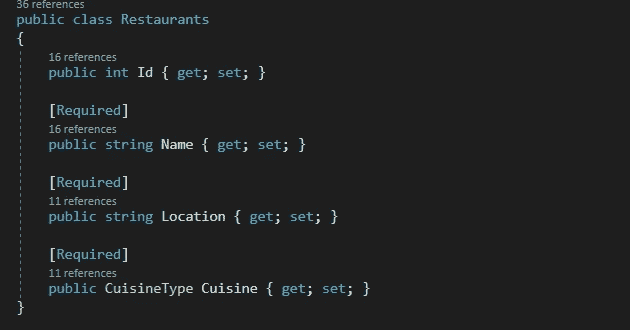 36 references
public class Restaurants
{
16 references
public int Id { get; set; }
[Required]
16 references
public string Name { get; set; }
[Required]
11 references
public string Location { get; set; }
[Required]
11 references
public CuisineType Cuisine { get; set; }
}